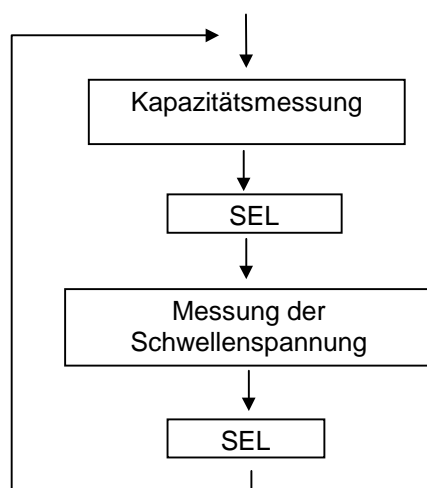 Kapazitätsmessung
SEL
Messung der
Schwellenspannung
SEL